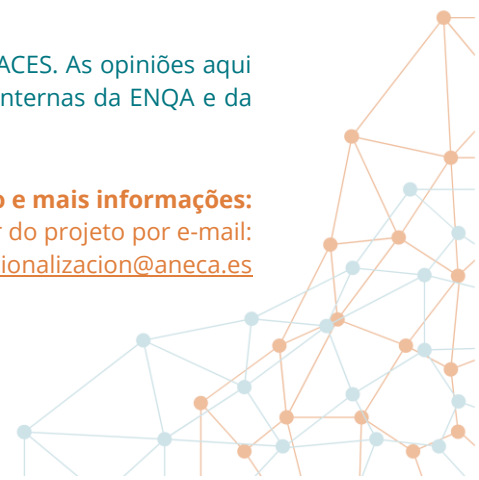 ACES. As opiniões aqui
nternas da ENQA e da
o e mais informações:
r do projeto por e-mail:
ionalizacion@aneca.es